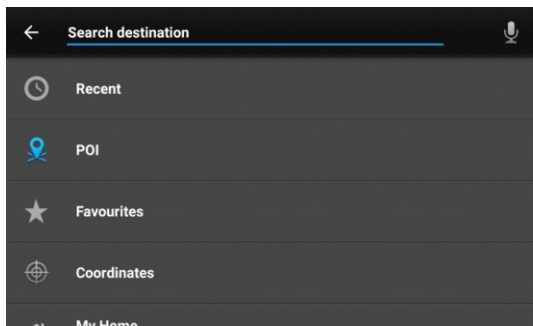 Search destination
Recent
POI
Favourites
Coordinates
My Home